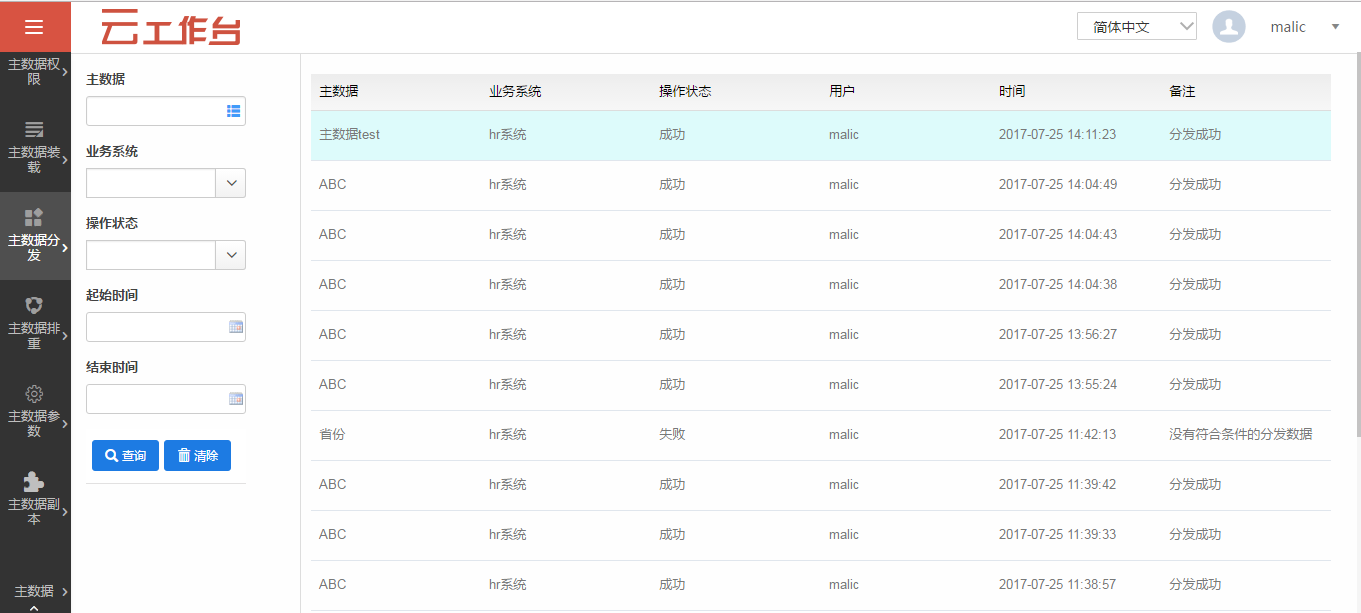 云工作台
简体中文
malic
主数据权
限
主数据装
载
主数据分
发
主数据排
重
主数据参
数
主数据副
本
主数据
主数据
业务系统
操作状态
起始时间
结束时间
查询 清除
主数据 业务系统 操作状态 用户 时间 备注
主数据test hr系统 成功 malic 2017-07-25 14:11:23 分发成功
ABC hr系统 成功 malic 2017-07-25 14:04:49 分发成功
ABC hr系统 成功 malic 2017-07-25 14:04:43 分发成功
ABC hr系统 成功 malic 2017-07-25 14:04:38 分发成功
ABC hr系统 成功 malic 2017-07-25 13:56:27 分发成功
ABC hr系统 成功 malic 2017-07-25 13:55:24 分发成功
省份 hr系统 失败 malic 2017-07-25 11:42:13 没有符合条件的分发数据
ABC hr系统 成功 malic 2017-07-25 11:39:42 分发成功
ABC hr系统 成功 malic 2017-07-25 11:39:33 分发成功
ABC hr系统 成功 malic 2017-07-25 11:38:57 分发成功